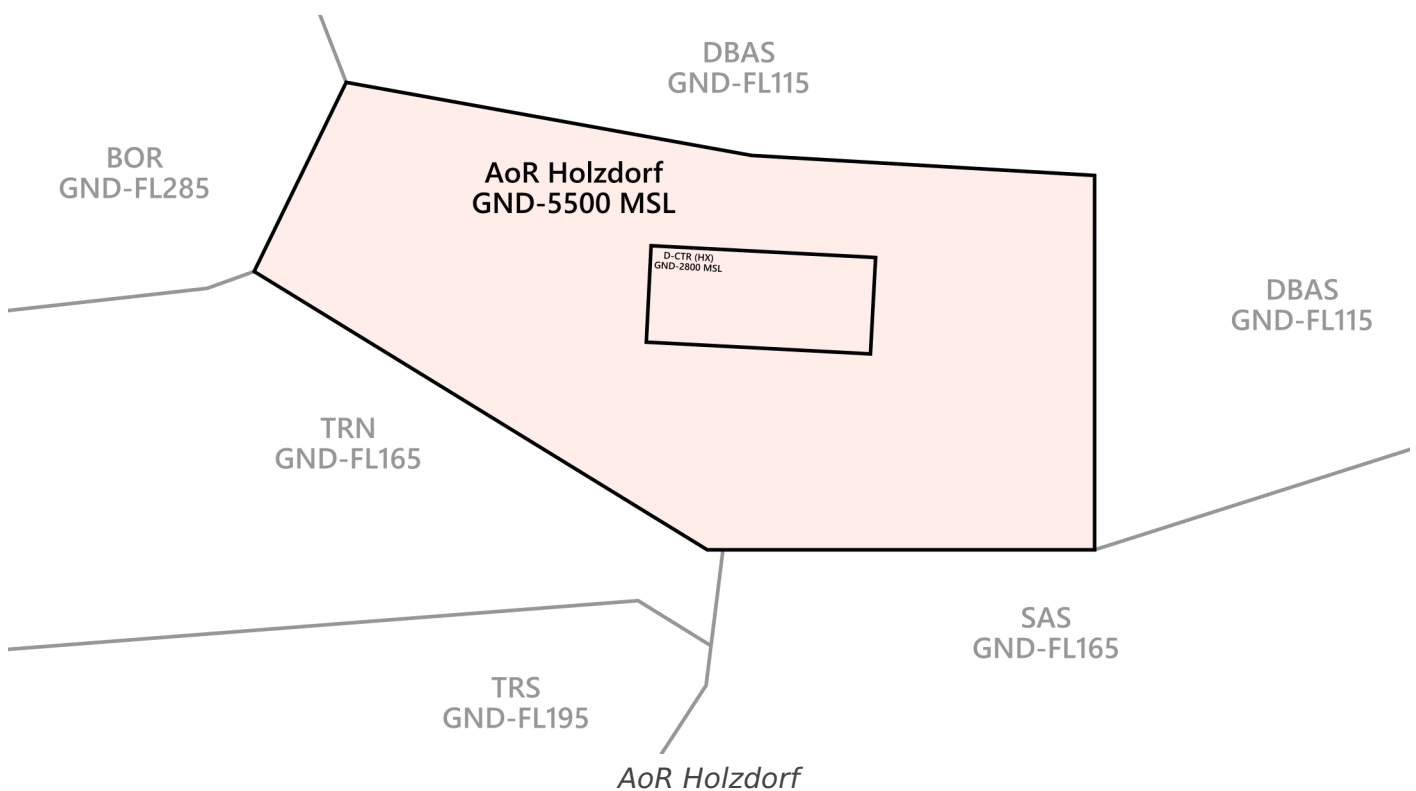 DBAS
GND-FL115
BOR
GND-FL285
AoR Holzdorf
GND-5500 MSL
D-CTR (HX)
GND-2800 MSL
DBAS
GND-FL115
TRN
GND-FL165
SAS
GND-FL165
TRS
GND-FL195
AoR Holzdorf